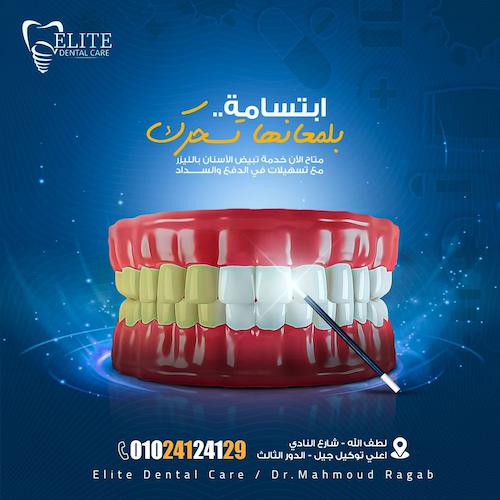 ELITE
DENTAL CARE
ابتسامة..
بلمعانها تسحرك
متاح الآن خدمة تبيض الأسنان بالليزر
مع تسهيلات في الدفع والســـداد
لطف الله - شارع النادي
اعلي توكيل جيل - الدور الثالث
01024124129
Elite Dental Care / Dr.Mahmoud Ragab